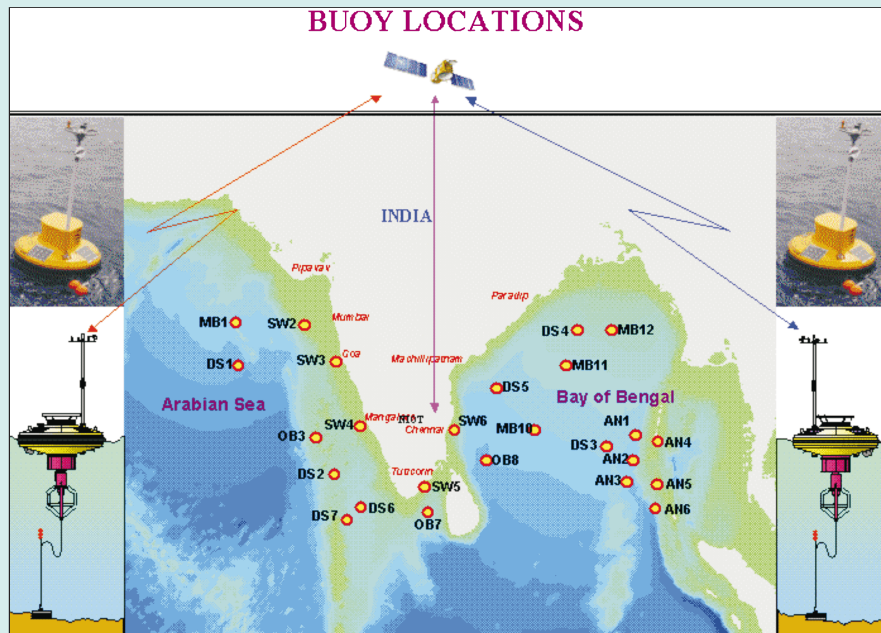 BUOY LOCATIONS
INDIA
Pipavav
Paradip
MB1
SW2
Mumbai
DS4
MB12
DS1
SW3
Goa
Machilipatnam
MB11
DS5
Arabian Sea
Bay of Bengal
SW4
Mangalore
NIOT
Chennai
SW6
MB10
AN1
OB3
DS3
AN4
AN2
OB8
DS2
Tuticorin
SW5
AN3
AN5
DS7
DS6
OB7
AN6